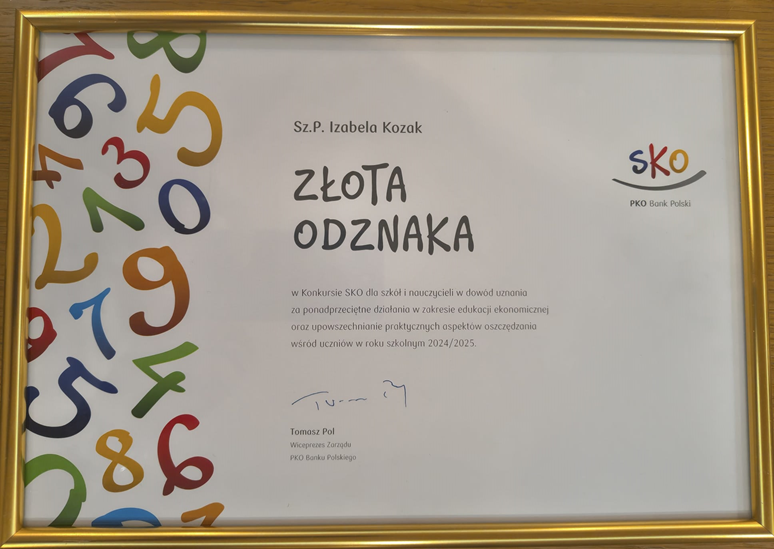 Sz.P. Izabela Kozak
ZŁOTA
ODZNAKA
SKO
PKO Bank Polski
w Konkursie SKO dla szkół i nauczycieli w dowód uznania
za ponadprzeciętne działania w zakresie edukacji ekonomicznej
oraz upowszechnianie praktycznych aspektów oszczędzania
wśród uczniów w roku szkolnym 2024/2025.
Tomasz Pol
Wiceprezes Zarządu
PKO Banku Polskiego